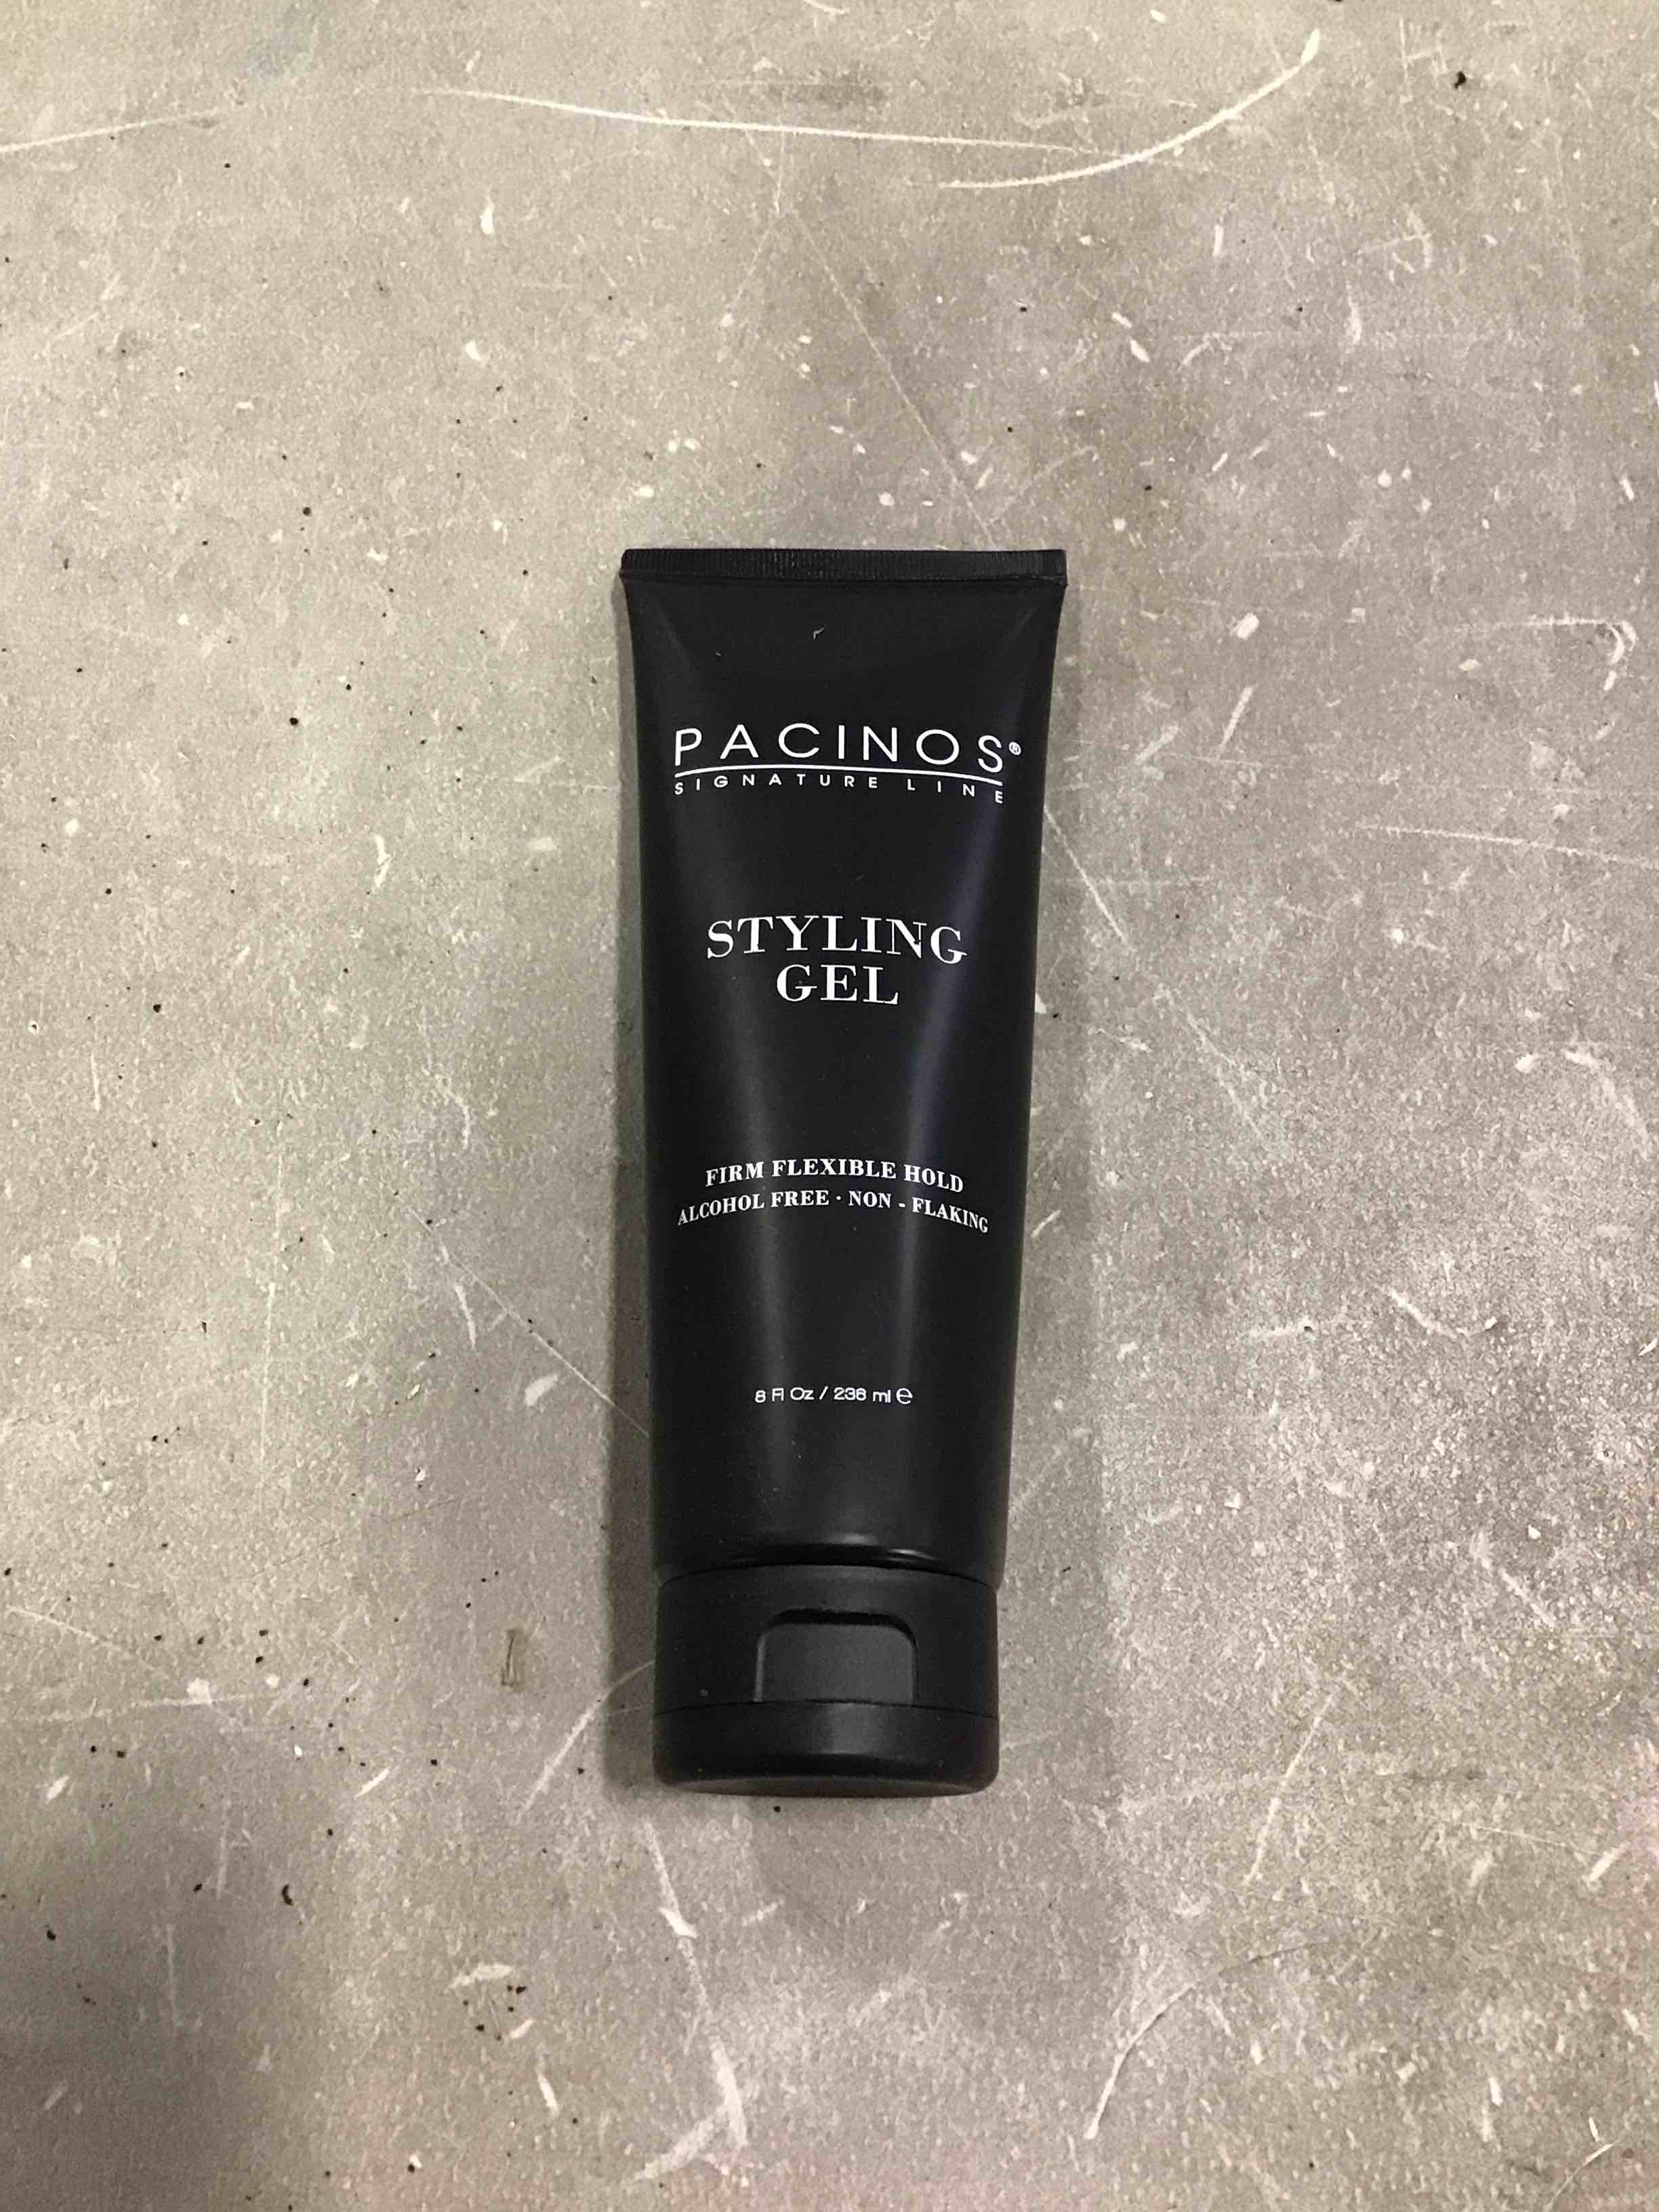 PACINOS®
SIGNATURE LINE
STYLING
GEL
FIRM FLEXIBLE HOLD
ALCOHOL FREE · NON - FLAKING
8 Fl Oz / 236 ml ℮